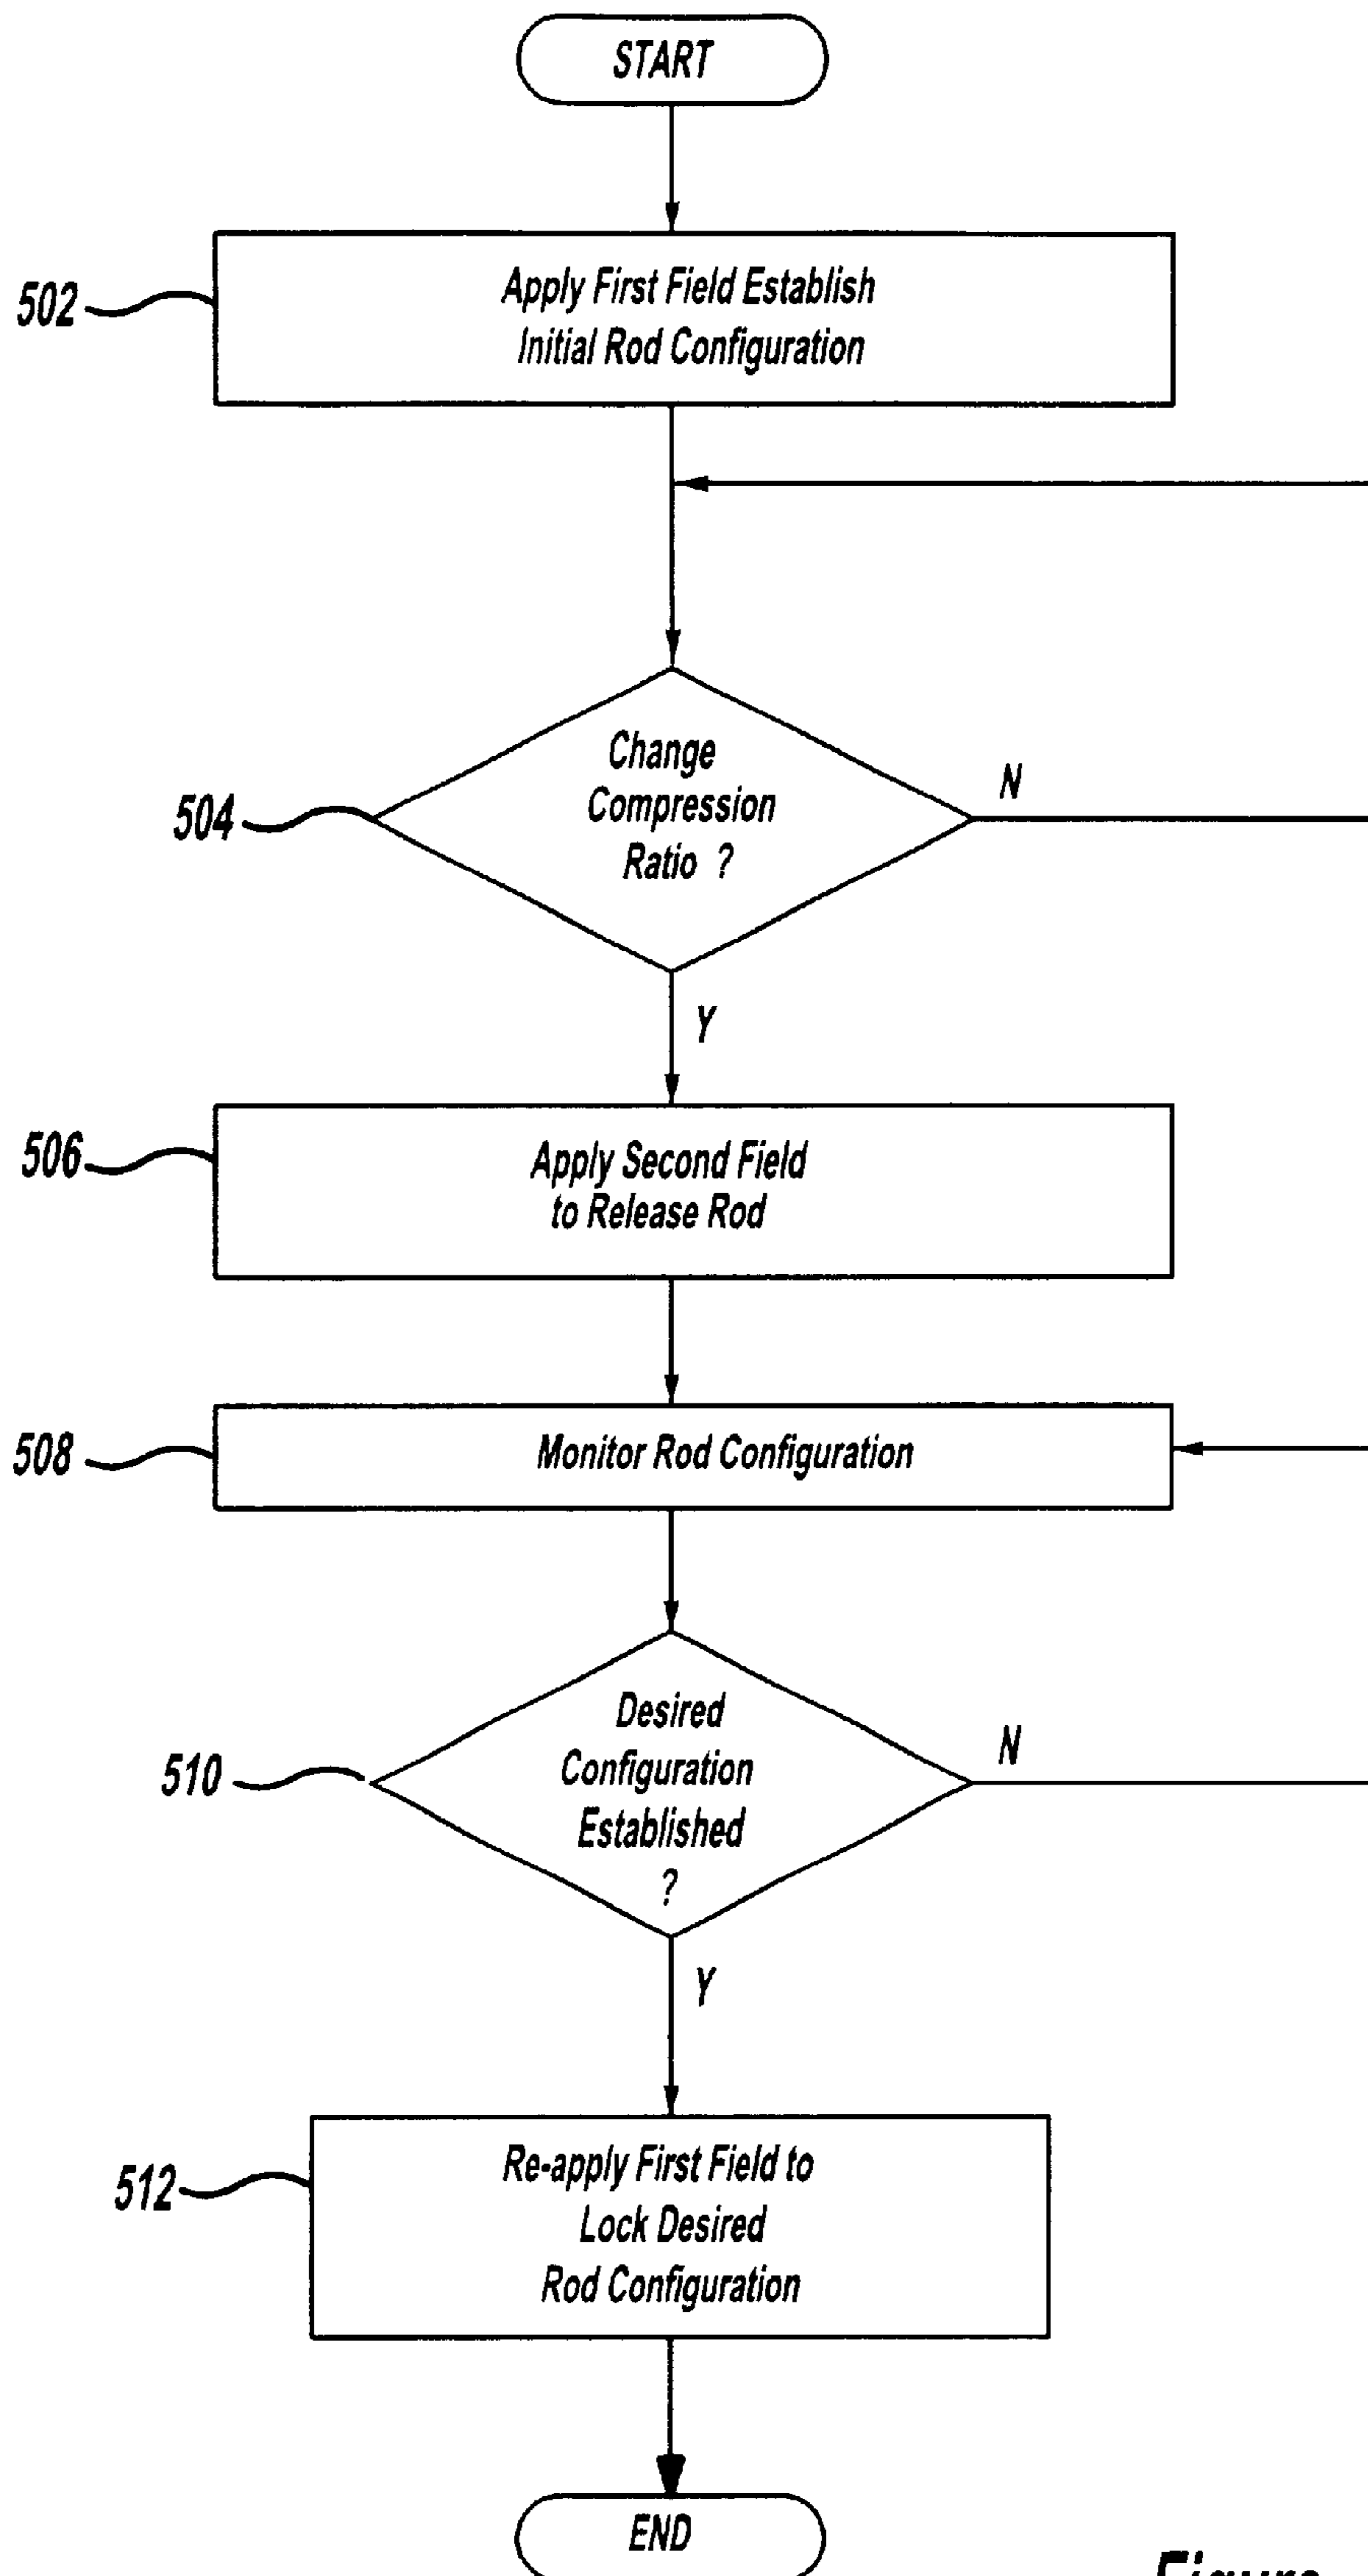 START
502
Apply First Field Establish
Initial Rod Configuration
504
Change
Compression
Ratio ?
N
Y
506
Apply Second Field
to Release Rod
508
Monitor Rod Configuration
510
Desired
Configuration
Established
?
N
Y
512
Re-apply First Field to
Lock Desired
Rod Configuration
END
Figure